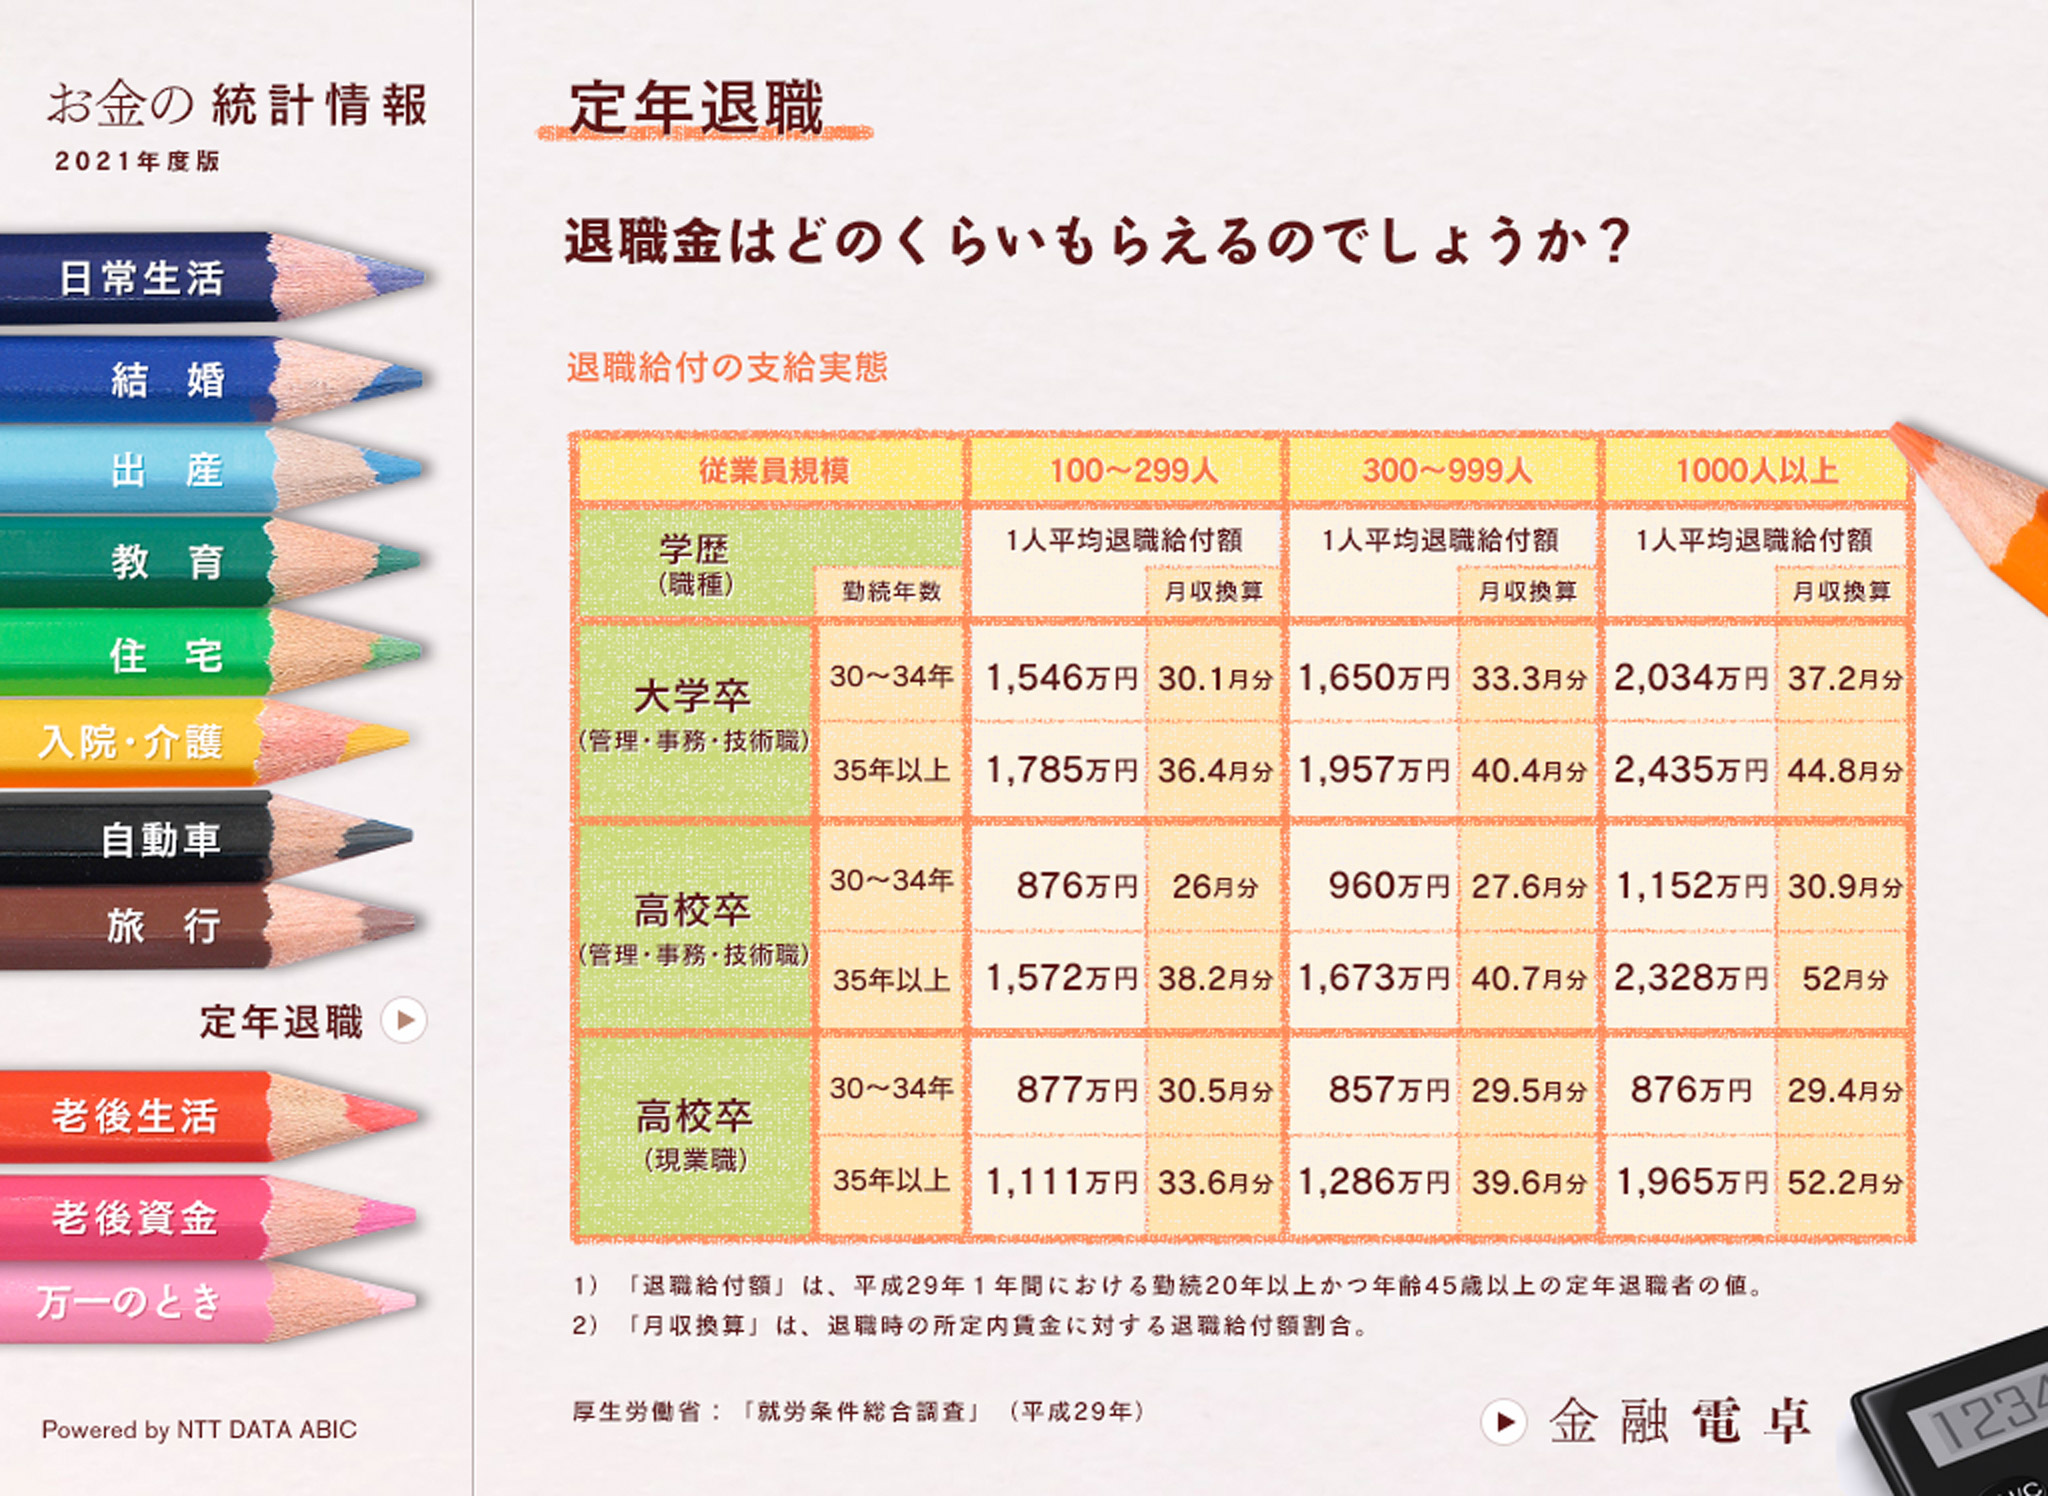 お金の 統計情報
2021年度版
日常生活
結 婚
出 産
教 育
住 宅
入院・介護
自動車
旅 行
定年退職
老後生活
老後資金
万一のとき
Powered by NTT DATA ABIC
定年退職
退職金はどのくらいもらえるのでしょうか？
退職給付の支給実態
従業員規模 100〜299人 300〜999人 1000人以上
学歴 1人平均退職給付額 1人平均退職給付額 1人平均退職給付額
（職種） 勤続年数 月収換算 月収換算 月収換算
大学卒
（管理・事務・技術職）
30〜34年 1,546万円 30.1月分 1,650万円 33.3月分 2,034万円 37.2月分
35年以上 1,785万円 36.4月分 1,957万円 40.4月分 2,435万円 44.8月分
高校卒
（管理・事務・技術職）
30〜34年 876万円 26月分 960万円 27.6月分 1,152万円 30.9月分
35年以上 1,572万円 38.2月分 1,673万円 40.7月分 2,328万円 52月分
高校卒
（現業職）
30〜34年 877万円 30.5月分 857万円 29.5月分 876万円 29.4月分
35年以上 1,111万円 33.6月分 1,286万円 39.6月分 1,965万円 52.2月分
1）「退職給付額」は、平成29年１年間における勤続20年以上かつ年齢45歳以上の定年退職者の値。
2）「月収換算」は、退職時の所定内賃金に対する退職給付額割合。
厚生労働省：「就労条件総合調査」（平成29年）
金融電卓
1234